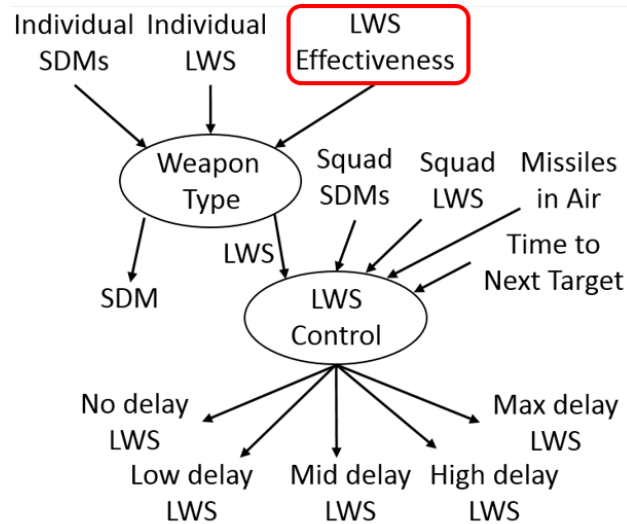 Individual
SDMs
Individual
LWS
LWS
Effectiveness
Weapon
Type
Squad
SDMs
Squad
LWS
Missiles
in Air
Time to
Next Target
LWS
SDM
LWS
Control
No delay
LWS
Low delay
LWS
Mid delay
LWS
High delay
LWS
Max delay
LWS